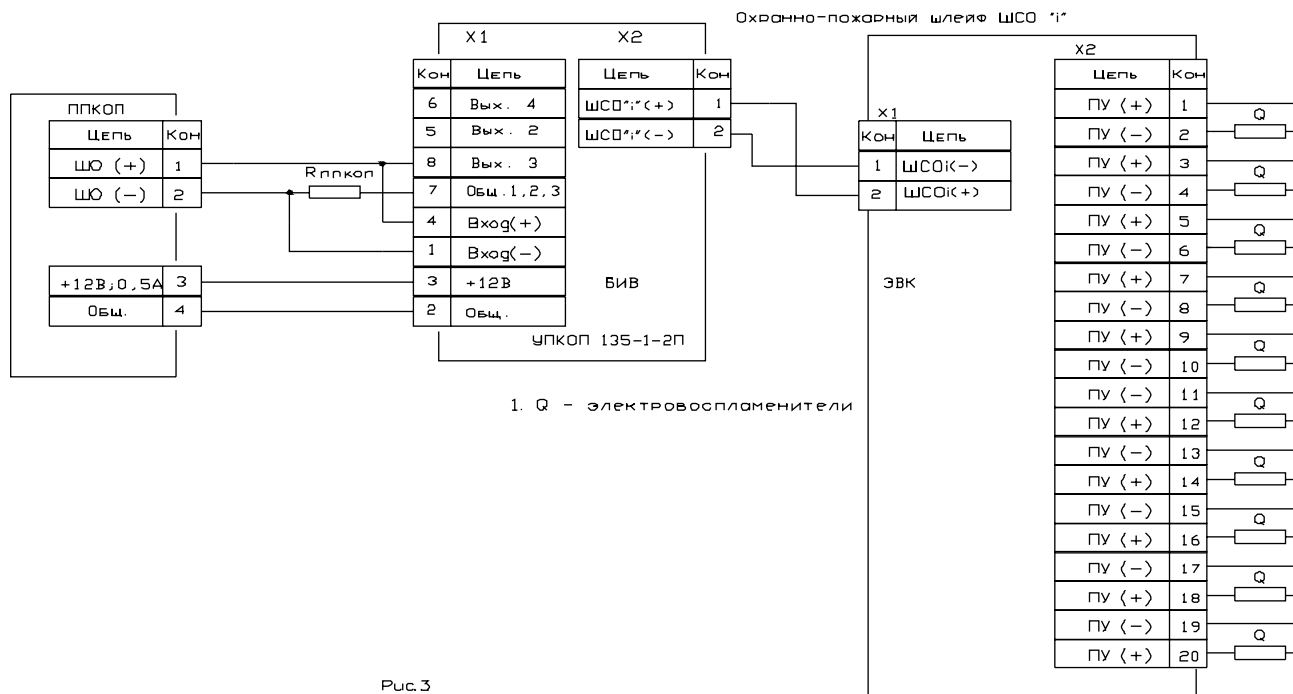 Охранно-пожарный шлейф ШСО "i"
ППКОП
Цепь Кон
ШО (+) 1
ШО (-) 2
+12В;0,5А 3
Общ. 4
Rппкоп
X1 X2
Кон Цепь
6 Вых. 4
5 Вых. 2
8 Вых. 3
7 Общ.1,2,3
4 Вход(+)
1 Вход(-)
3 +12В
2 Общ.
Цепь Кон
ШСО"i"(+) 1
ШСО"i"(-) 2
БИВ
УПКОП 135-1-2П
X1
Кон Цепь
1 ШСОi(-)
2 ШСОi(+)
ЭВК
X2
Цепь Кон
ПУ (+) 1
Q
ПУ (-) 2
ПУ (+) 3
Q
ПУ (-) 4
ПУ (+) 5
Q
ПУ (-) 6
ПУ (+) 7
Q
ПУ (-) 8
ПУ (+) 9
Q
ПУ (-) 10
ПУ (-) 11
Q
ПУ (+) 12
ПУ (-) 13
Q
ПУ (+) 14
ПУ (-) 15
Q
ПУ (+) 16
ПУ (-) 17
Q
ПУ (+) 18
ПУ (-) 19
Q
ПУ (+) 20
1. Q - электровоспламенители
Рис.3